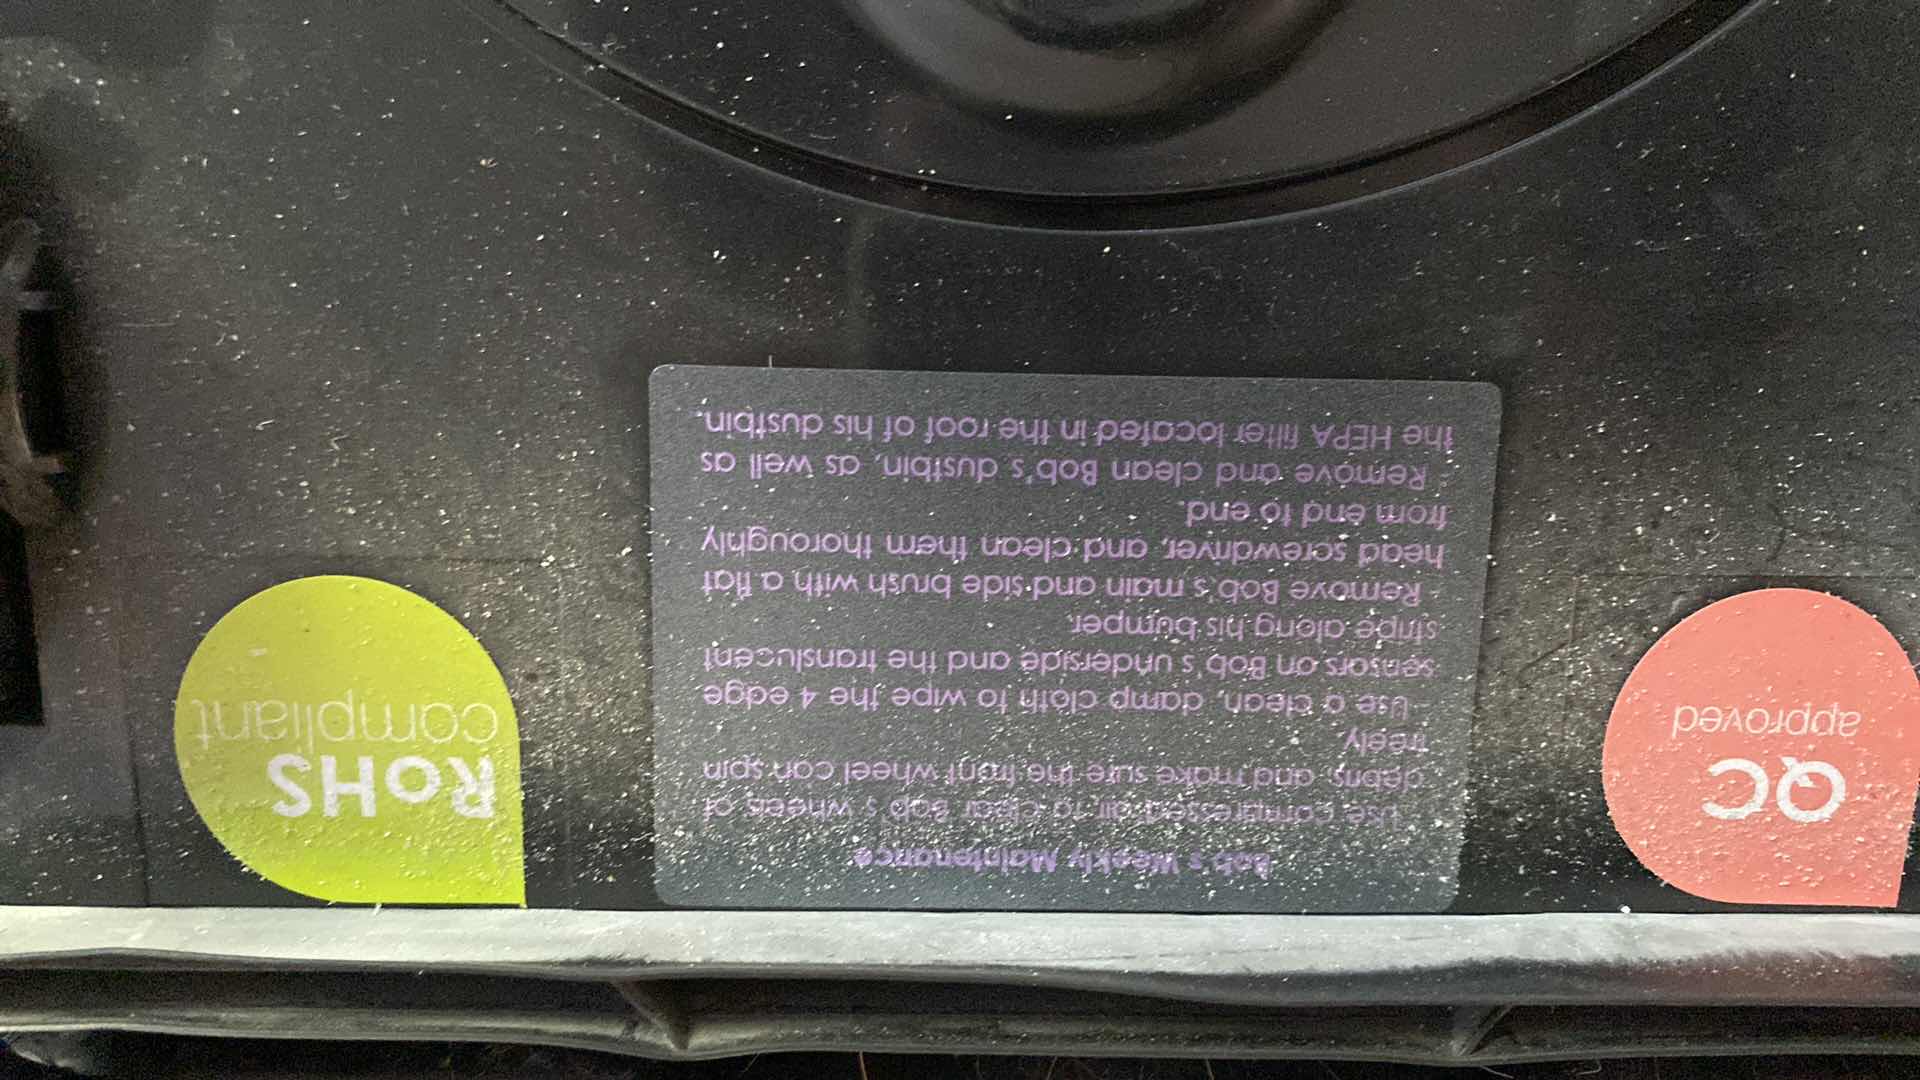 Bob's Weekly Maintenance
- Use compressed air to clear Bob's wheels of
debris, and make sure the front wheel can spin
freely.
- Use a clean, damp cloth to wipe the 4 edge
sensors on Bob's underside and the translucent
stripe along his bumper.
- Remove Bob's main and side brush with a flat
head screwdriver, and clean them thoroughly
from end to end.
- Remove and clean Bob's dustbin, as well as
the HEPA filter located in the roof of his dustbin.
QC
approved
RoHS
compliant